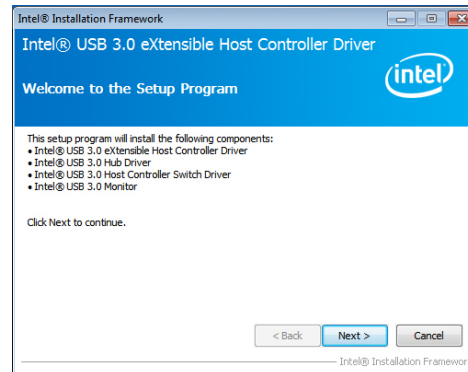 Intel® Installation Framework
Intel® USB 3.0 eXtensible Host Controller Driver
Welcome to the Setup Program
intel
This setup program will install the following components:
• Intel® USB 3.0 eXtensible Host Controller Driver
• Intel® USB 3.0 Hub Driver
• Intel® USB 3.0 Host Controller Switch Driver
• Intel® USB 3.0 Monitor
Click Next to continue.
< Back Next > Cancel
Intel® Installation Framewor